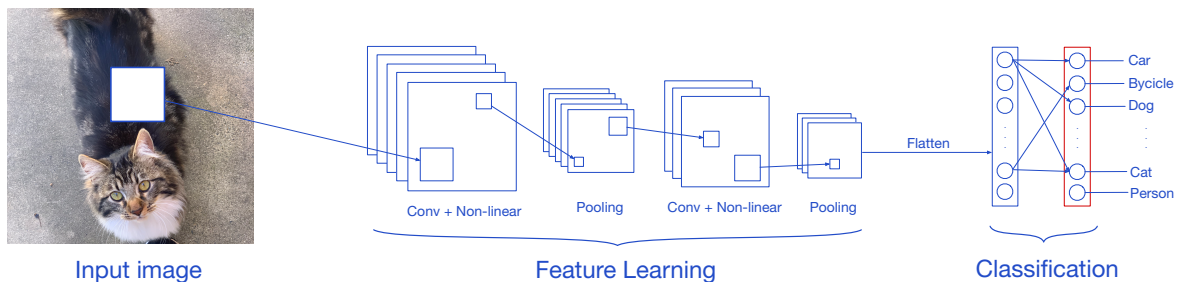 Car
Bycicle
Dog
Flatten
Cat
Person
Conv + Non-linear
Pooling
Conv + Non-linear
Pooling
Input image
Feature Learning
Classification